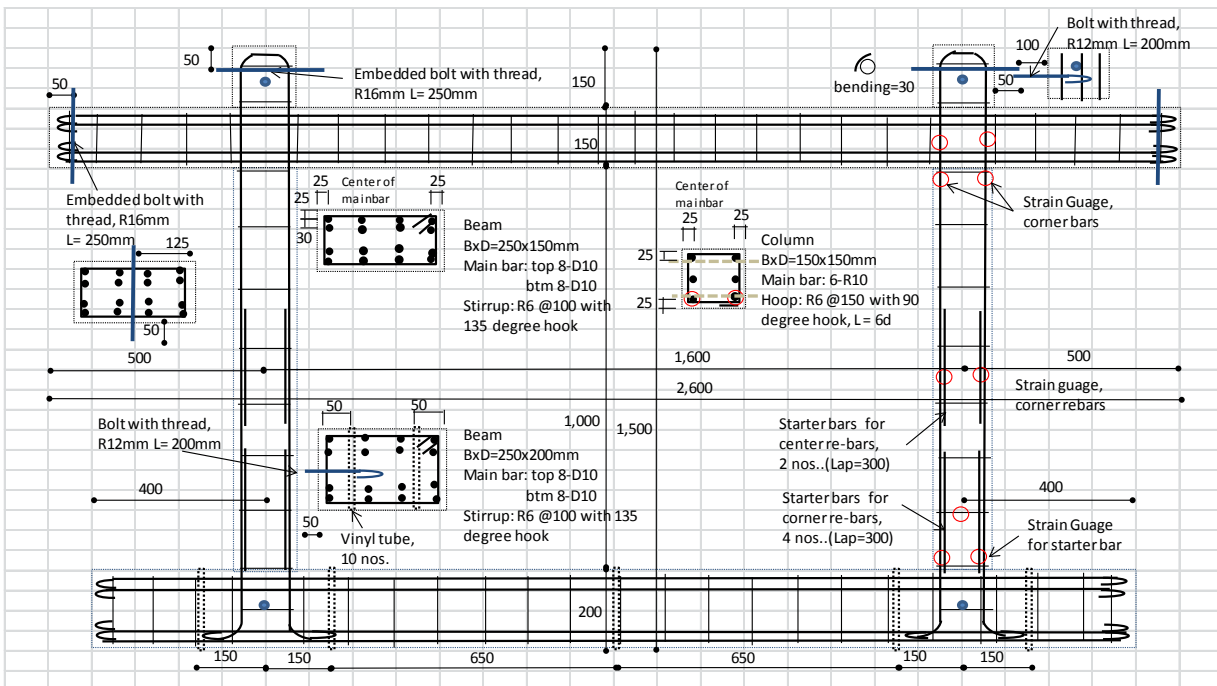 50
Embedded bolt with thread,
R16mm L= 250mm
150
bending=30
100
Bolt with thread,
R12mm L= 200mm
50
50
150
Embedded bolt with
thread, R16mm
L= 250mm
125
50
25
Center of
mainbar
25
25
30
Beam
BxD=250x150mm
Main bar: top 8-D10
btm 8-D10
Stirrup: R6 @100 with
135 degree hook
Center of
mainbar
25
25
25
25
Column
BxD=150x150mm
Main bar: 6-R10
Hoop: R6 @150 with 90
degree hook, L= 6d
Strain Guage,
corner bars
500
1,600
500
2,600
Strain guage,
corner rebars
Bolt with thread,
R12mm L= 200mm
50
50
1,000
1,500
Beam
BxD=250x200mm
Main bar: top 8-D10
btm 8-D10
Stirrup: R6 @100 with 135
degree hook
Starter bars for
center re-bars,
2 nos..(Lap=300)
400
50
Vinyl tube,
10 nos.
Starter bars for
corner re-bars,
4 nos..(Lap=300)
400
Strain Guage
for starter bar
200
150
150
650
650
150
150